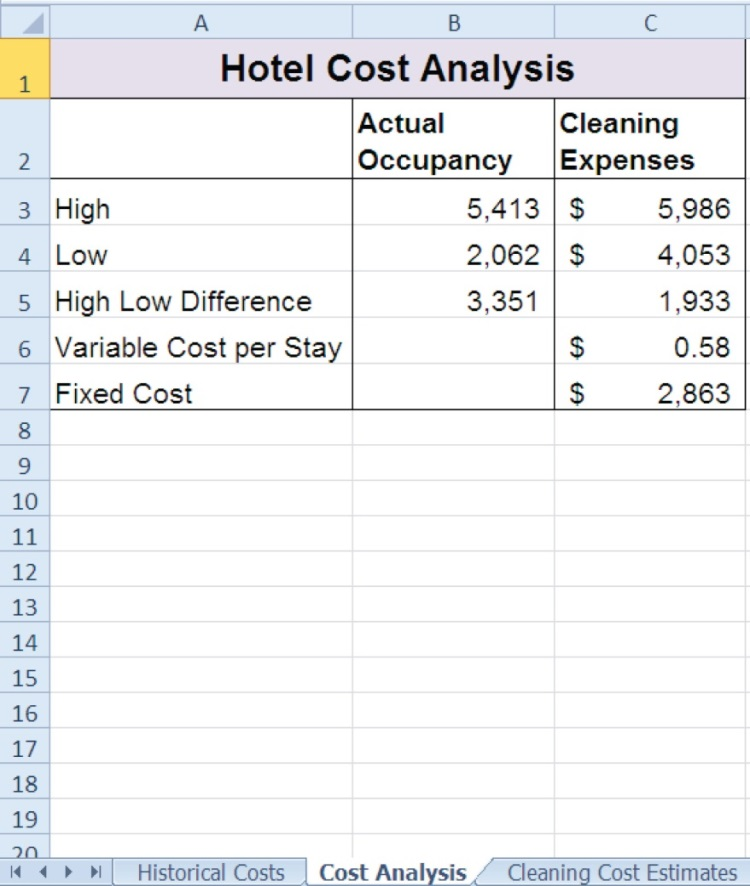 A B C
1 Hotel Cost Analysis
Actual Cleaning
2 Occupancy Expenses
3 High 5,413 $ 5,986
4 Low 2,062 $ 4,053
5 High Low Difference 3,351 1,933
6 Variable Cost per Stay $ 0.58
7 Fixed Cost $ 2,863
8
9
10
11
12
13
14
15
16
17
18
19
20
Historical Costs Cost Analysis Cleaning Cost Estimates